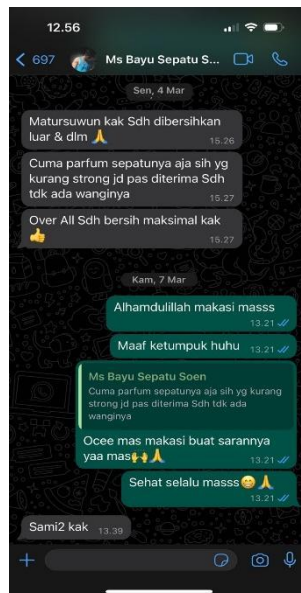 12.56
697
Ms Bayu Sepatu S...
Sen, 4 Mar
Matursuwun kak Sdh dibersihkan
luar & dlm 🙏
15.26
Cuma parfum sepatunya aja sih yg
kurang strong jd pas diterima Sdh
tdk ada wanginya
15.27
Over All Sdh bersih maksimal kak
👍
15.27
Kam, 7 Mar
Alhamdulillah makasi masss
13.21
Maaf ketumpuk huhu
13.21
Ms Bayu Sepatu Soen
Cuma parfum sepatunya aja sih yg kurang
strong jd pas diterima Sdh tdk ada
wanginya
Ocee mas makasi buat sarannya
yaa mas🙌🙏
13.21
Sehat selalu masss😊🙏
13.21
Sami2 kak
13.39